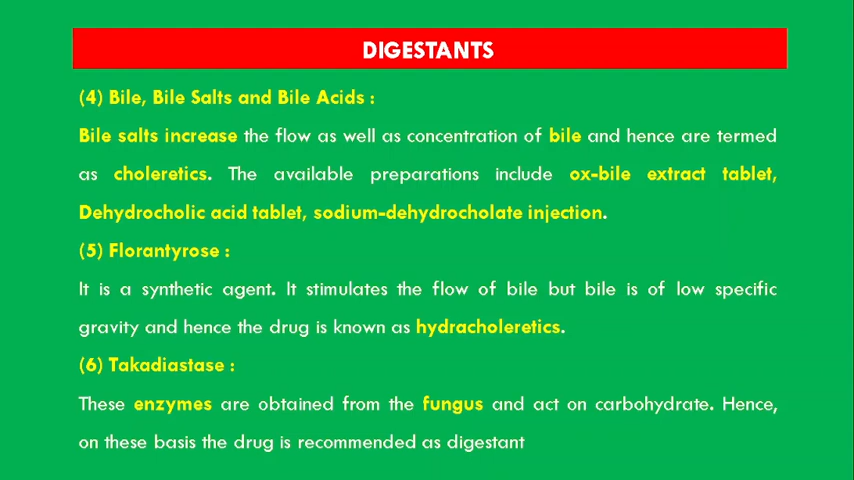 DIGESTANTS
(4) Bile, Bile Salts and Bile Acids :
Bile salts increase the flow as well as concentration of bile and hence are termed
as choleretics. The available preparations include ox-bile extract tablet,
Dehydrocholic acid tablet, sodium-dehydrocholate injection.
(5) Florantyrose :
It is a synthetic agent. It stimulates the flow of bile but bile is of low specific
gravity and hence the drug is known as hydracholeretics.
(6) Takadiastase :
These enzymes are obtained from the fungus and act on carbohydrate. Hence,
on these basis the drug is recommended as digestant